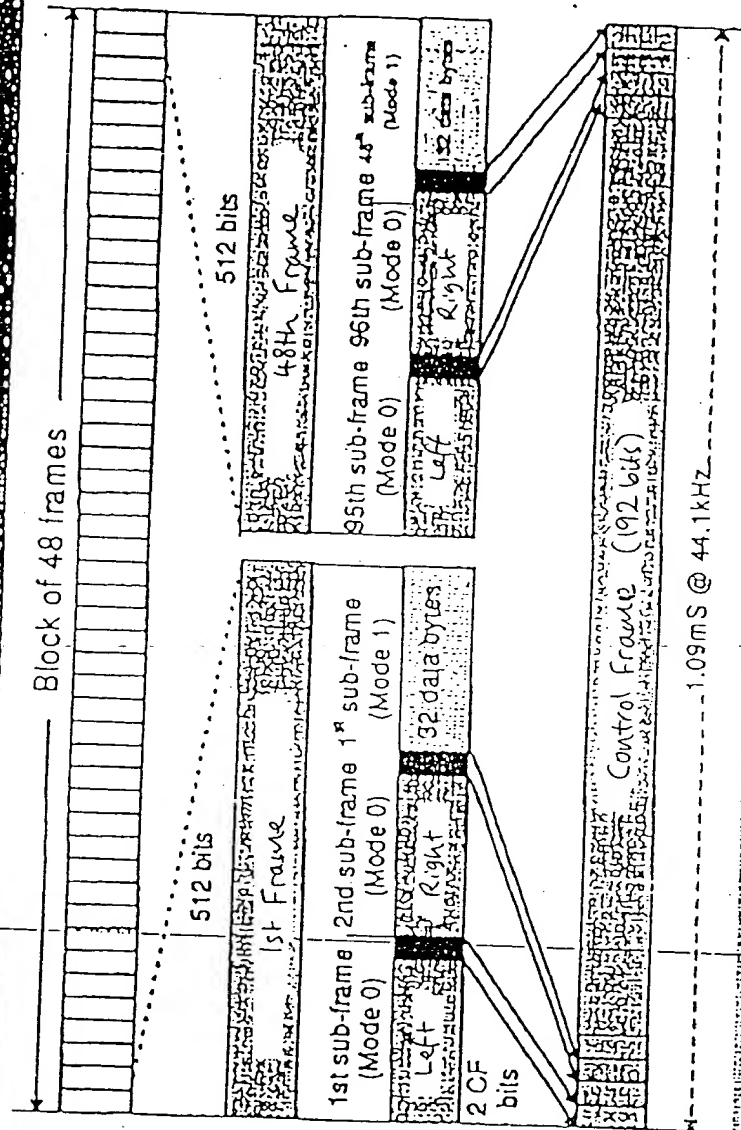 Block of 48 frames
512 bits
512 bits
1st Frame
48th Frame
1st sub-frame 2nd sub-frame 1st sub-frame
(Mode 0) (Mode 0) (Mode 1)
95th sub-frame 96th sub-frame 48th sub-frame
(Mode 0) (Mode 0) (Mode 1)
Left Right 32 data bytes
Left Right 32 data bytes
2 CF
bits
Control Frame (192 bits)
1.09mS @ 44.1kHz